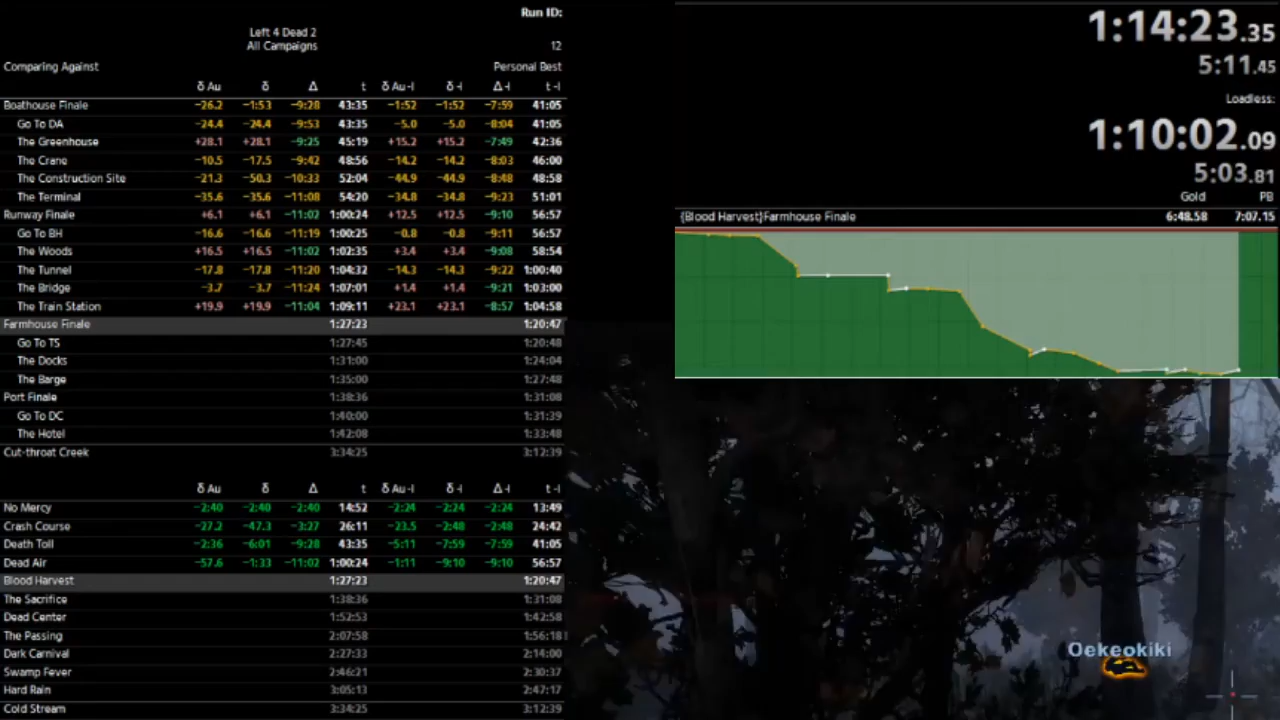 Run ID:
Left 4 Dead 2
All Campaigns
12
Comparing Against Personal Best
δ Au δ Δ t δ Au-l δ -l Δ -l t -l
Boathouse Finale −26.2 −1:53 −9:28 43:35 −1:52 −1:52 −7:59 41:05
Go To DA −24.4 −24.4 −9:53 43:35 −5.0 −5.0 −8:04 41:05
The Greenhouse +28.1 +28.1 −9:25 45:19 +15.2 +15.2 −7:49 42:36
The Crane −10.5 −17.5 −9:42 48:56 −14.2 −14.2 −8:03 46:00
The Construction Site −21.3 −50.3 −10:33 52:04 −44.9 −44.9 −8:48 48:58
The Terminal −35.6 −35.6 −11:08 54:20 −34.8 −34.8 −9:23 51:01
Runway Finale +6.1 +6.1 −11:02 1:00:24 +12.5 +12.5 −9:10 56:57
Go To BH −16.6 −16.6 −11:19 1:00:25 −0.8 −0.8 −9:11 56:57
The Woods +16.5 +16.5 −11:02 1:02:35 +3.4 +3.4 −9:08 58:54
The Tunnel −17.8 −17.8 −11:20 1:04:32 −14.3 −14.3 −9:22 1:00:40
The Bridge −3.7 −3.7 −11:24 1:07:01 +1.4 +1.4 −9:21 1:03:00
The Train Station +19.9 +19.9 −11:04 1:09:11 +23.1 +23.1 −8:57 1:04:58
Farmhouse Finale 1:27:23 1:20:47
Go To TS 1:27:45 1:20:48
The Docks 1:31:00 1:24:04
The Barge 1:35:00 1:27:48
Port Finale 1:38:36 1:31:08
Go To DC 1:40:00 1:31:39
The Hotel 1:42:08 1:33:48
Cut-throat Creek 3:34:25 3:12:39
δ Au δ Δ t δ Au-l δ -l Δ -l t -l
No Mercy −2:40 −2:40 −2:40 14:52 −2:24 −2:24 −2:24 13:49
Crash Course −27.2 −47.3 −3:27 26:11 −23.5 −2:48 −2:48 24:42
Death Toll −2:36 −6:01 −9:28 43:35 −5:11 −7:59 −7:59 41:05
Dead Air −57.6 −1:33 −11:02 1:00:24 −1:11 −9:10 −9:10 56:57
Blood Harvest 1:27:23 1:20:47
The Sacrifice 1:38:36 1:31:08
Dead Center 1:52:53 1:42:58
The Passing 2:07:58 1:56:18
Dark Carnival 2:27:33 2:14:00
Swamp Fever 2:46:21 2:30:37
Hard Rain 3:05:13 2:47:17
Cold Stream 3:34:25 3:12:39
1:14:23.35
5:11.45
Loadless:
1:10:02.09
5:03.81
Gold PB
{Blood Harvest}Farmhouse Finale 6:48.58 7:07.15
Oekeokiki